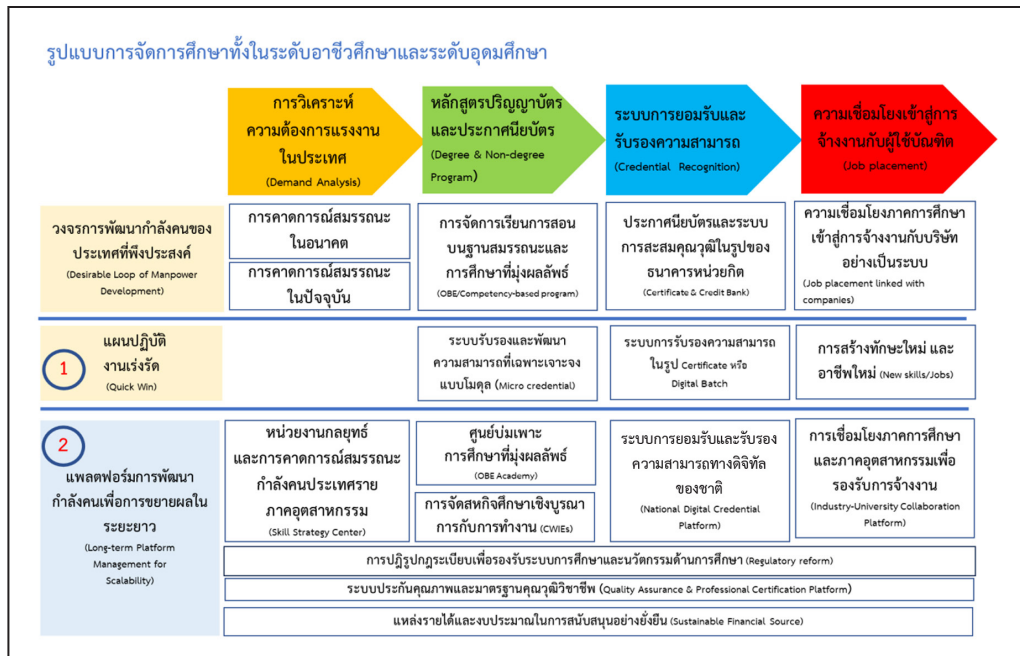 รูปแบบการจัดการศึกษาทั้งในระดับอาชีวศึกษาและระดับอุดมศึกษา
การวิเคราะห์
ความต้องการแรงงาน
ในประเทศ
(Demand Analysis)
หลักสูตรปริญญาบัตร
และประกาศนียบัตร
(Degree & Non-degree
Program)
ระบบการยอมรับและ
รับรองความสามารถ
(Credential Recognition)
ความเชื่อมโยงเข้าสู่การ
จ้างงานกับผู้ใช้บัณฑิต
(Job placement)
วงจรการพัฒนากำลังคนของ
ประเทศที่พึงประสงค์
(Desirable Loop of Manpower
Development)
การคาดการณ์สมรรถนะ
ในอนาคต
การคาดการณ์สมรรถนะ
ในปัจจุบัน
การจัดการเรียนการสอน
บนฐานสมรรถนะและ
การศึกษาที่มุ่งผลลัพธ์
(OBE/Competency-based program)
ประกาศนียบัตรและระบบ
การสะสมคุณวุฒิในรูปของ
ธนาคารหน่วยกิต
(Certificate & Credit Bank)
ความเชื่อมโยงภาคการศึกษา
เข้าสู่การจ้างงานกับบริษัท
อย่างเป็นระบบ
(Job placement linked with
companies)
1
แผนปฏิบัติ
งานเร่งรัด
(Quick Win)
ระบบรับรองและพัฒนา
ความสามารถที่เฉพาะเจาะจง
แบบโมดุล (Micro credential)
ระบบการรับรองความสามารถ
ในรูป Certificate หรือ
Digital Batch
การสร้างทักษะใหม่ และ
อาชีพใหม่ (New skills/Jobs)
2
แพลตฟอร์มการพัฒนา
กำลังคนเพื่อการขยายผลใน
ระยะยาว
(Long-term Platform
Management for
Scalability)
หน่วยงานกลยุทธ์
และการคาดการณ์สมรรถนะ
กำลังคนประเทศราย
ภาคอุตสาหกรรม
(Skill Strategy Center)
ศูนย์บ่มเพาะ
การศึกษาที่มุ่งผลลัพธ์
(OBE Academy)
การจัดสหกิจศึกษาเชิงบูรณา
การกับการทำงาน (CWIEs)
ระบบการยอมรับและรับรอง
ความสามารถทางดิจิทัล
ของชาติ
(National Digital Credential
Platform)
การเชื่อมโยงภาคการศึกษา
และภาคอุตสาหกรรมเพื่อ
รองรับการจ้างงาน
(Industry-University Collaboration
Platform)
การปฏิรูปกฎระเบียบเพื่อรองรับระบบการศึกษาและนวัตกรรมด้านการศึกษา (Regulatory reform)
ระบบประกันคุณภาพและมาตรฐานคุณวุฒิวิชาชีพ (Quality Assurance & Professional Certification Platform)
แหล่งรายได้และงบประมาณในการสนับสนุนอย่างยั่งยืน (Sustainable Financial Source)